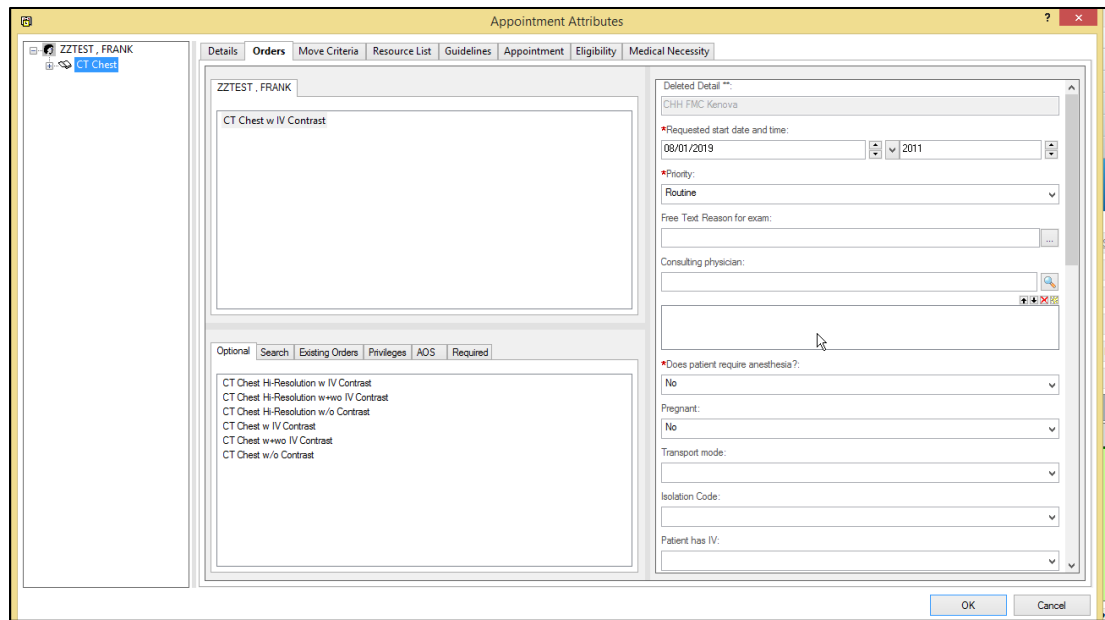 Appointment Attributes
? ×
ZZTEST , FRANK
CT Chest
Details Orders Move Criteria Resource List Guidelines Appointment Eligibility Medical Necessity
ZZTEST , FRANK
CT Chest w IV Contrast
Optional Search Existing Orders Privileges AOS Required
CT Chest Hi-Resolution w IV Contrast
CT Chest Hi-Resolution w+wo IV Contrast
CT Chest Hi-Resolution w/o Contrast
CT Chest w IV Contrast
CT Chest w+wo IV Contrast
CT Chest w/o Contrast
Deleted Detail **:
CHH FMC Kenova
*Requested start date and time:
08/01/2019 2011
*Priority:
Routine
Free Text Reason for exam:
...
Consulting physician:
*Does patient require anesthesia?:
No
Pregnant:
No
Transport mode:
Isolation Code:
Patient has IV:
OK Cancel